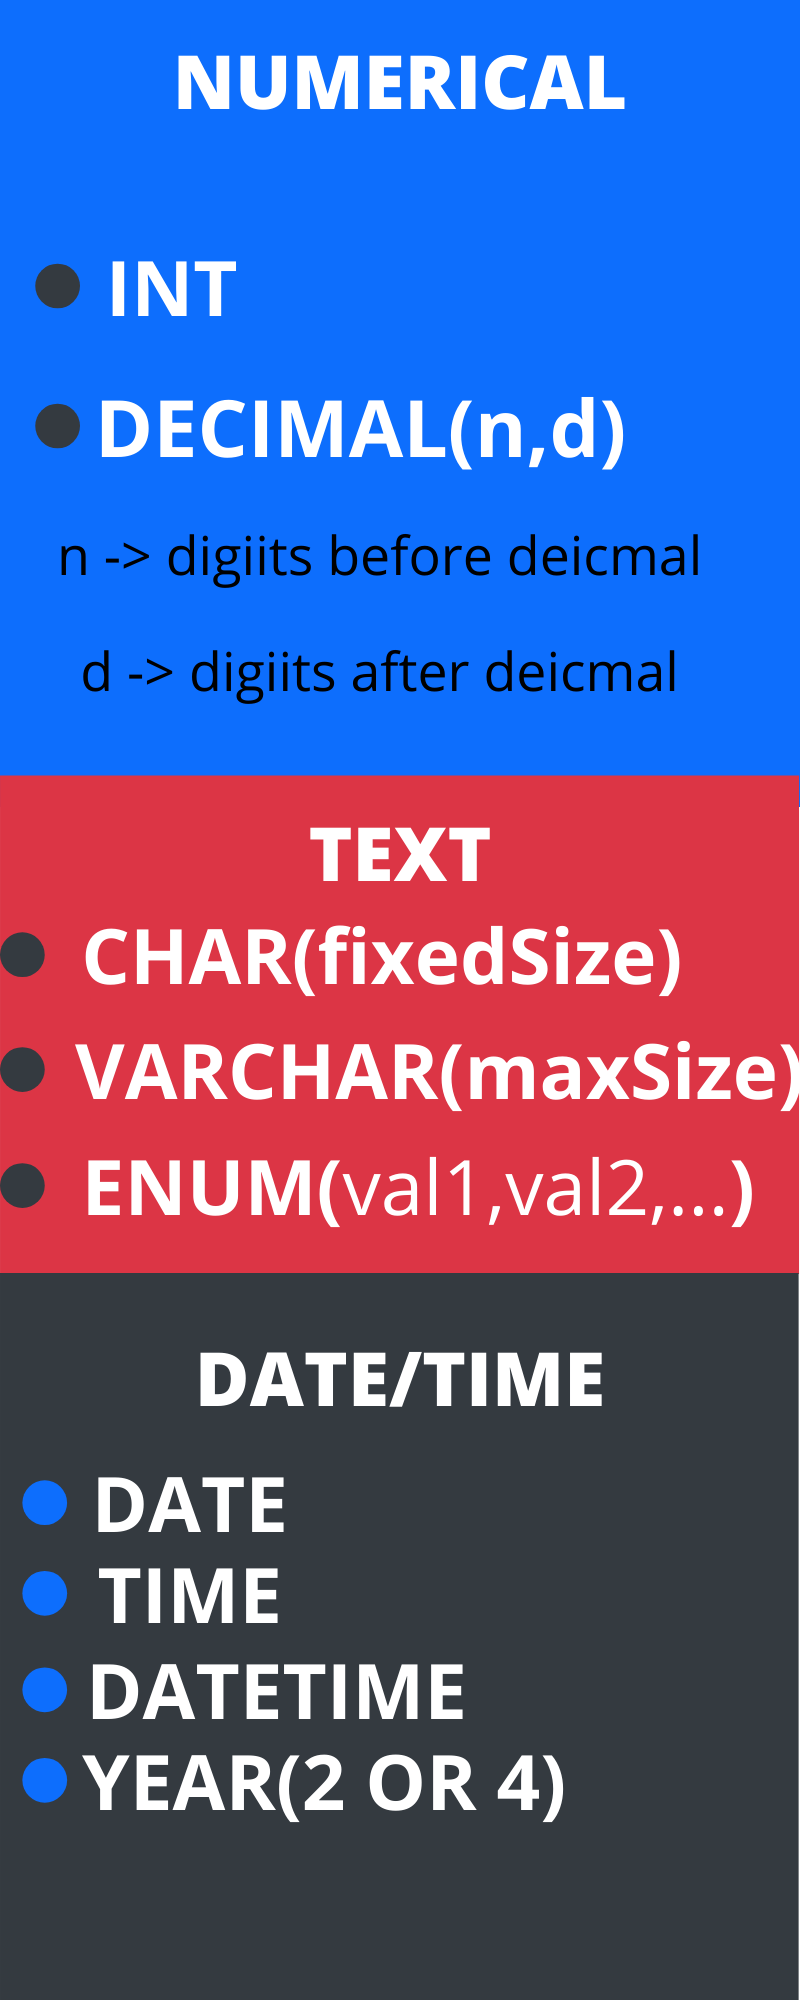 NUMERICAL
INT
DECIMAL(n,d)
n -> digiits before deicmal
d -> digiits after deicmal
TEXT
CHAR(fixedSize)
VARCHAR(maxSize)
ENUM(val1,val2,...)
DATE/TIME
DATE
TIME
DATETIME
YEAR(2 OR 4)